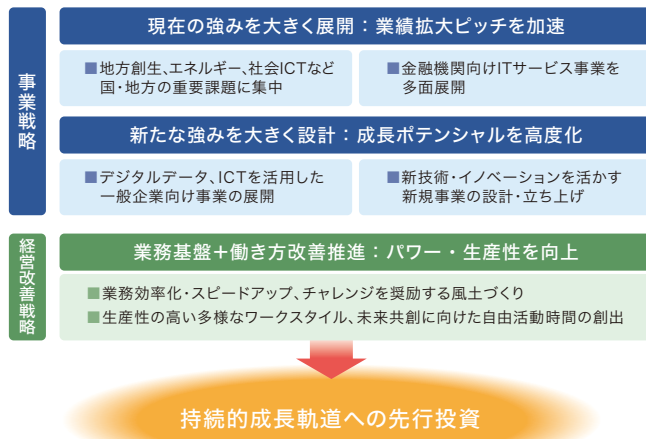 事業戦略
現在の強みを大きく展開：業績拡大ピッチを加速
■地方創生、エネルギー、社会ICTなど
国・地方の重要課題に集中
■金融機関向けITサービス事業を
多面展開
新たな強みを大きく設計：成長ポテンシャルを高度化
■デジタルデータ、ICTを活用した
一般企業向け事業の展開
■新技術・イノベーションを活かす
新規事業の設計・立ち上げ
経営改善戦略
業務基盤＋働き方改善推進：パワー・生産性を向上
■業務効率化・スピードアップ、チャレンジを奨励する風土づくり
■生産性の高い多様なワークスタイル、未来共創に向けた自由活動時間の創出
持続的成長軌道への先行投資